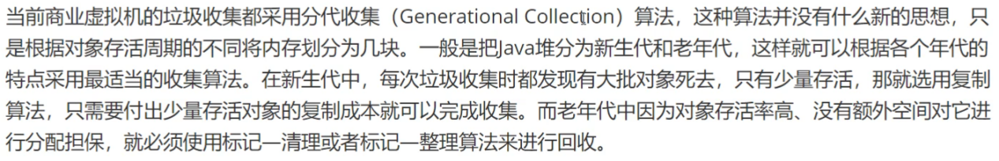 当前商业虚拟机的垃圾收集都采用分代收集（Generational Collection）算法，这种算法并没有什么新的思想，只
是根据对象存活周期的不同将内存划分为几块。一般是把Java堆分为新生代和老年代，这样就可以根据各个年代的
特点采用最适当的收集算法。在新生代中，每次垃圾收集时都发现有大批对象死去，只有少量存活，那就选用复制
算法，只需要付出少量存活对象的复制成本就可以完成收集。而老年代中因为对象存活率高、没有额外空间对它进
行分配担保，就必须使用标记—清理或者标记—整理算法来进行回收。